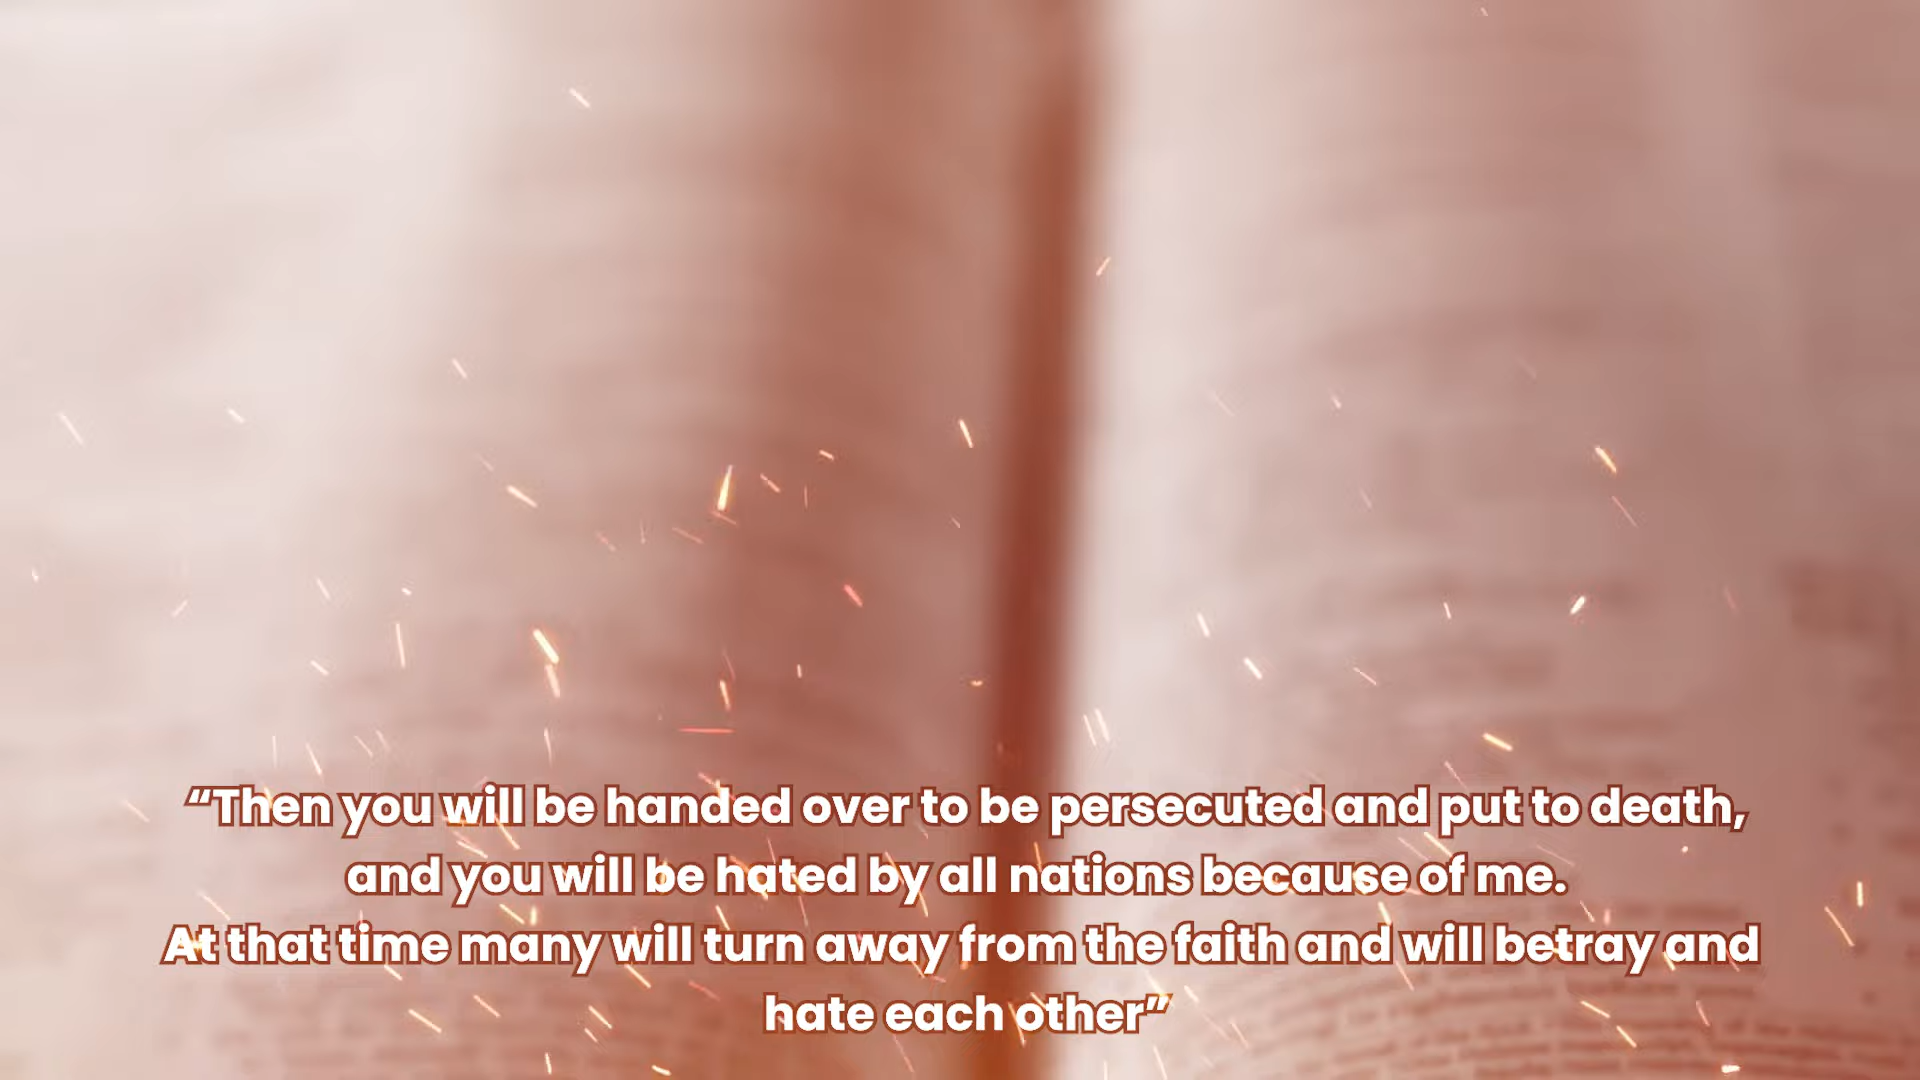 “Then you will be handed over to be persecuted and put to death,
and you will be hated by all nations because of me.
At that time many will turn away from the faith and will betray and
hate each other”